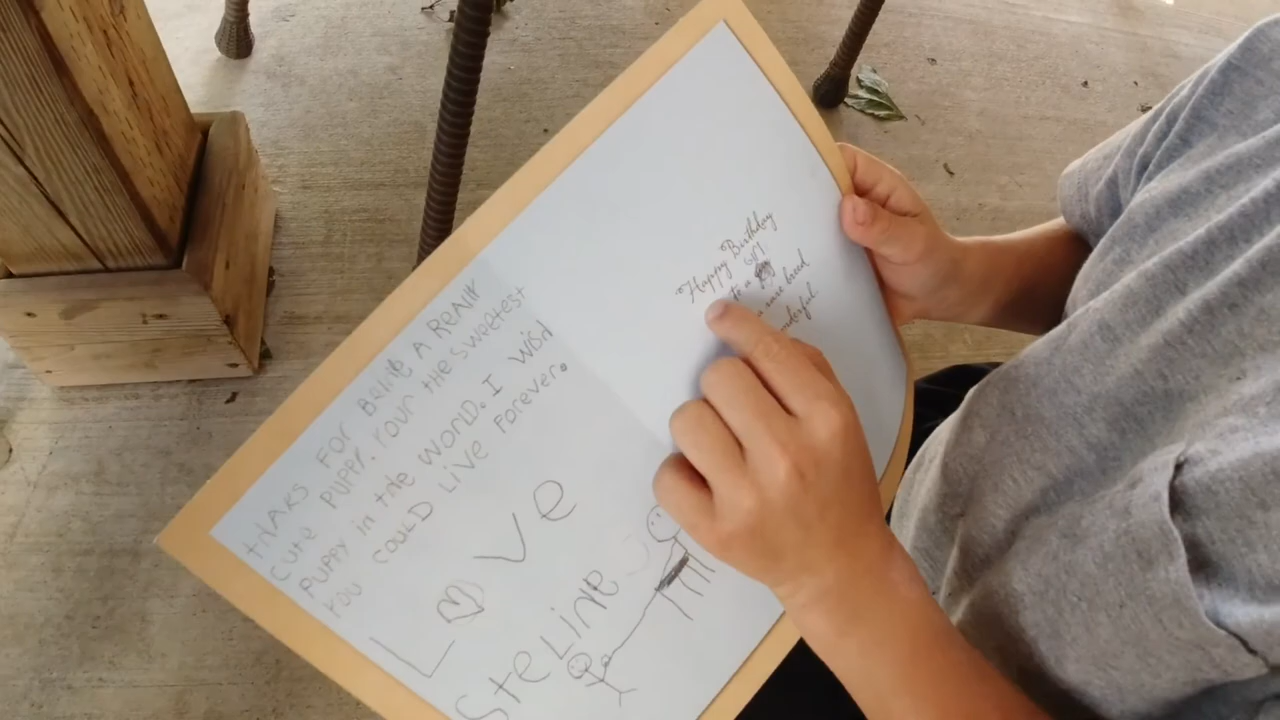 tHAKS FOR BeING A ReAllY
CUTe PUPPY. YOUr THe SWeetest
PUPPY in tHe WOrLD. I WiSH
YOU COULD LiVe Forever.
LOVe
SteLiNe
Happy Birthday
to a
rare breed